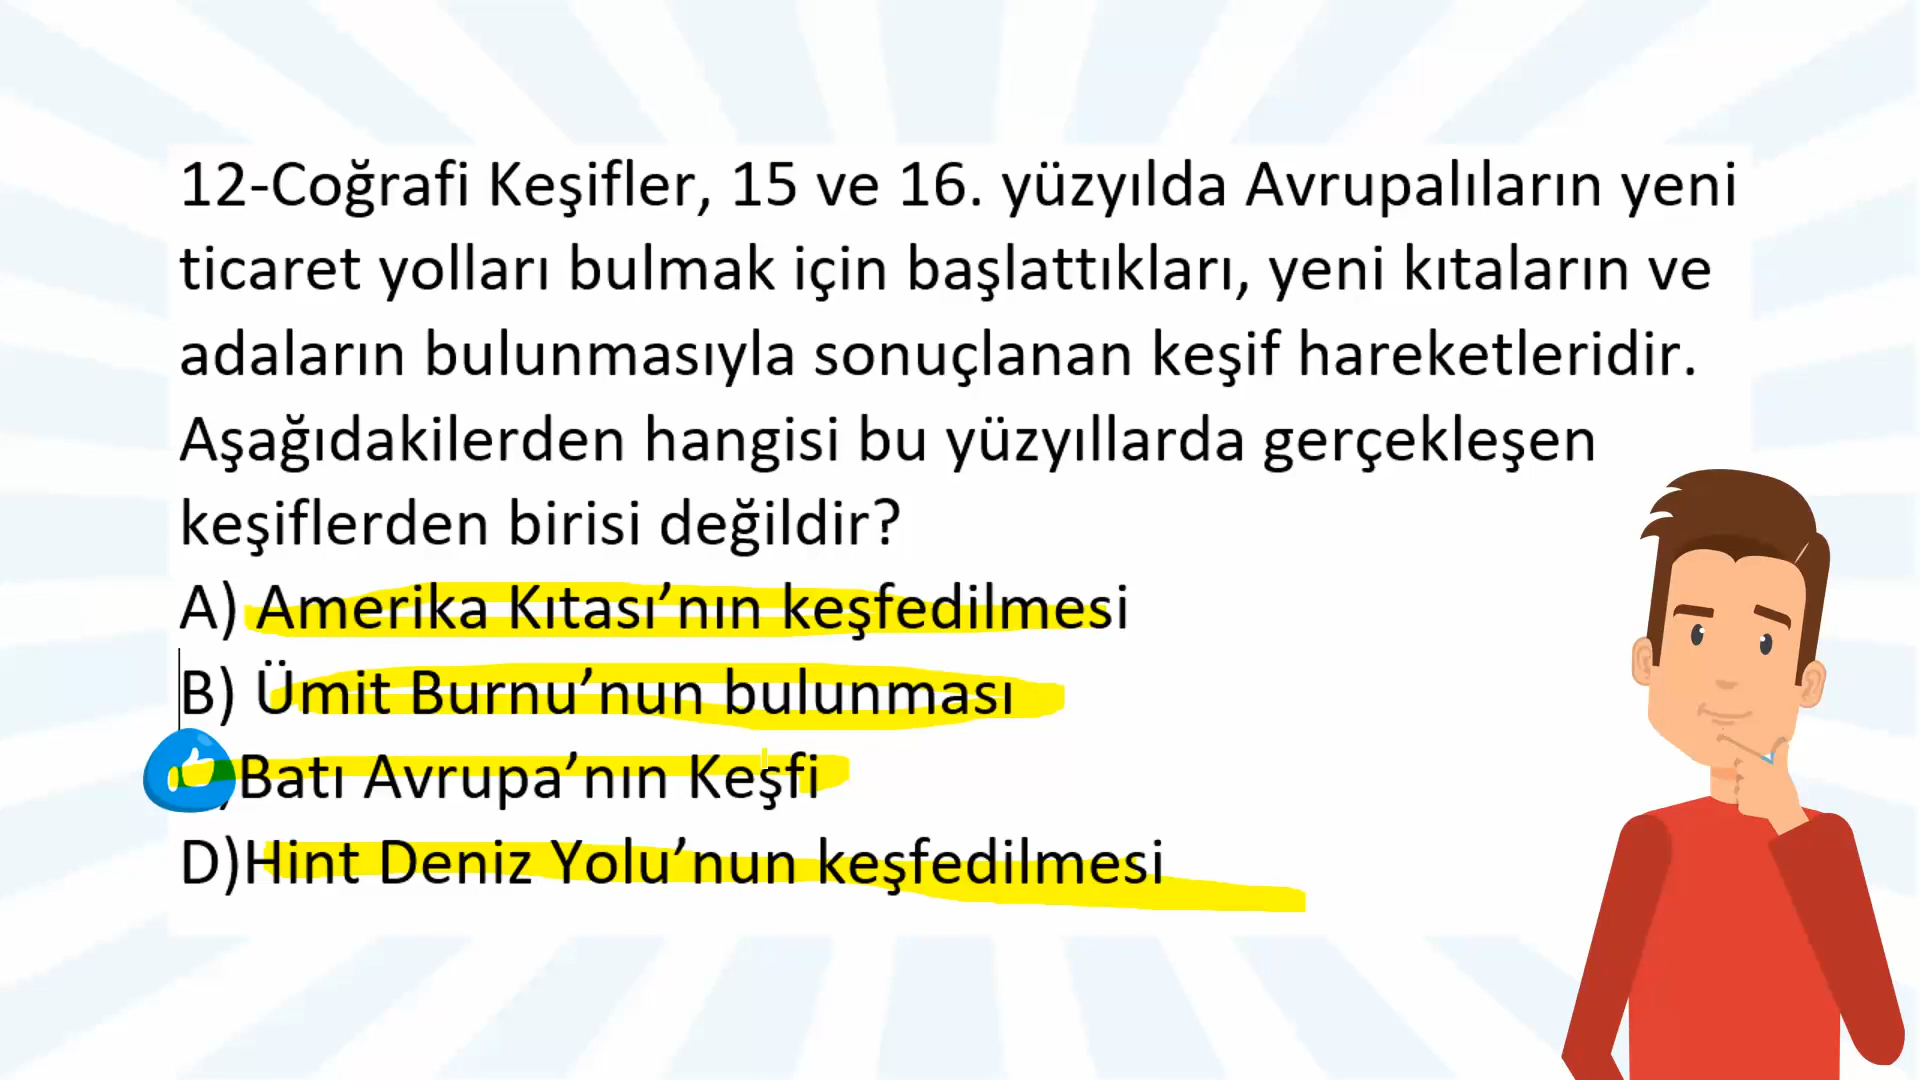 12-Coğrafi Keşifler, 15 ve 16. yüzyılda Avrupalıların yeni
ticaret yolları bulmak için başlattıkları, yeni kıtaların ve
adaların bulunmasıyla sonuçlanan keşif hareketleridir.
Aşağıdakilerden hangisi bu yüzyıllarda gerçekleşen
keşiflerden birisi değildir?
A) Amerika Kıtası’nın keşfedilmesi
B) Ümit Burnu’nun bulunması
)Batı Avrupa’nın Keşfi
D)Hint Deniz Yolu’nun keşfedilmesi